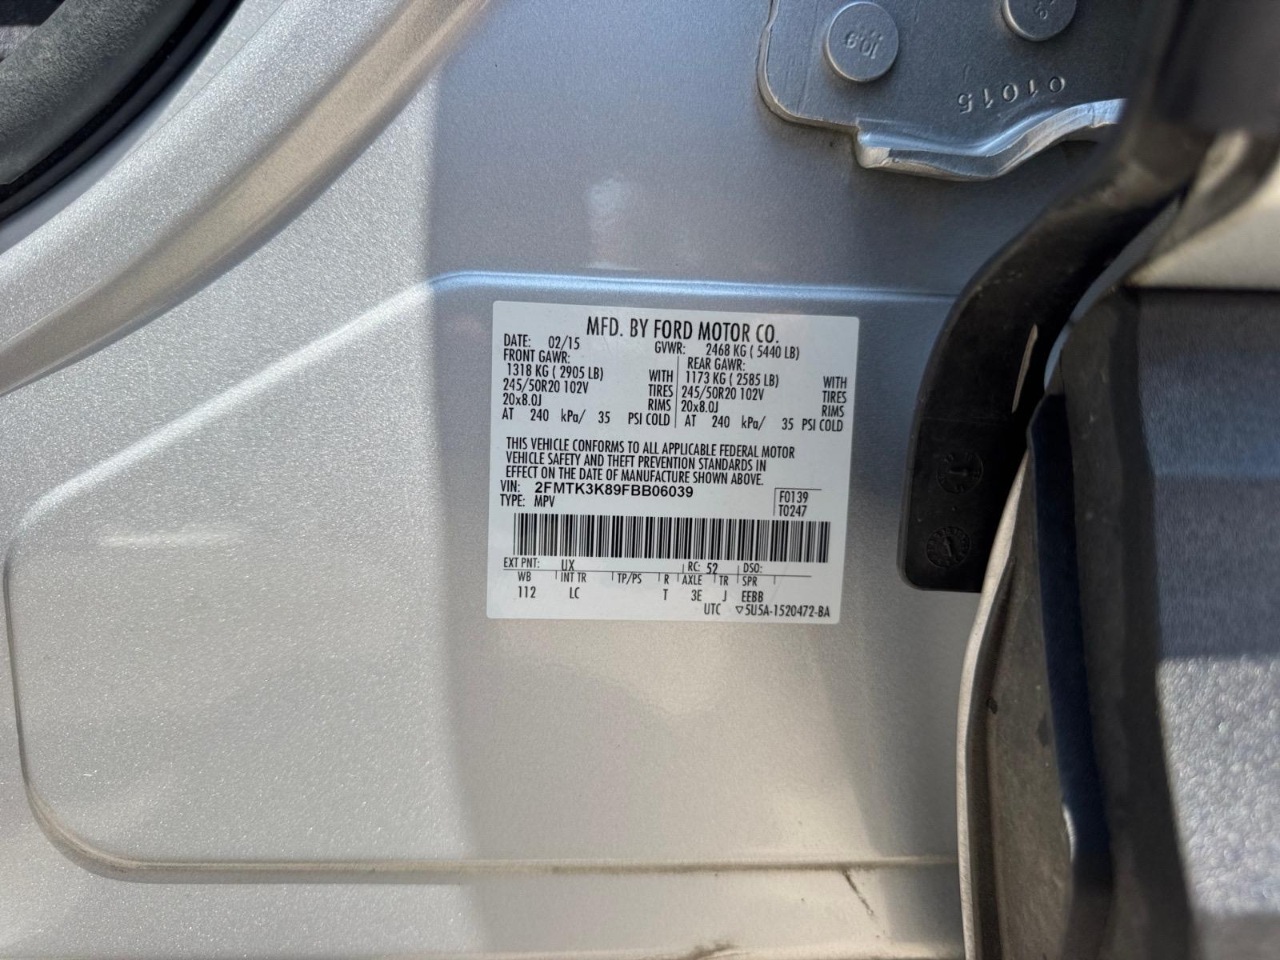 10.9
01015
MFD. BY FORD MOTOR CO.
DATE: 02/15 GVWR: 2468 KG ( 5440 LB)
FRONT GAWR: REAR GAWR:
1318 KG ( 2905 LB) WITH 1173 KG ( 2585 LB) WITH
245/50R20 102V TIRES 245/50R20 102V TIRES
20x8.0J RIMS 20x8.0J RIMS
AT 240 kPa/ 35 PSI COLD AT 240 kPa/ 35 PSI COLD
THIS VEHICLE CONFORMS TO ALL APPLICABLE FEDERAL MOTOR
VEHICLE SAFETY AND THEFT PREVENTION STANDARDS IN
EFFECT ON THE DATE OF MANUFACTURE SHOWN ABOVE.
VIN: 2FMTK3K89FBB06039 F0139
TYPE: MPV T0247
EXT PNT: UX RC: 52 DSO:
WB INT TR TP/PS R AXLE TR SPR
112 LC T 3E J EEBB
UTC ▽5U5A-1520472-BA